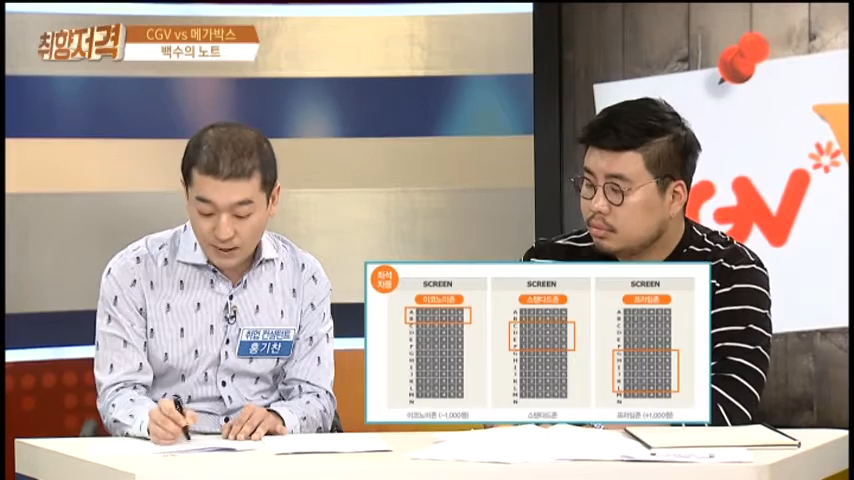 취향저격
CGV vs 메가박스
백수의 노트
CGV
좌석
차등
SCREEN
이코노미존
A
B
C
D
E
F
G
H
I
J
K
L
M
N
이코노미존 (-1,000원)
SCREEN
스탠다드존
A
B
C
D
E
F
G
H
I
J
K
L
M
N
스탠다드존
SCREEN
프라임존
A
B
C
D
E
F
G
H
I
J
K
L
M
N
프라임존 (+1,000원)
취업 컨설턴트
홍기찬